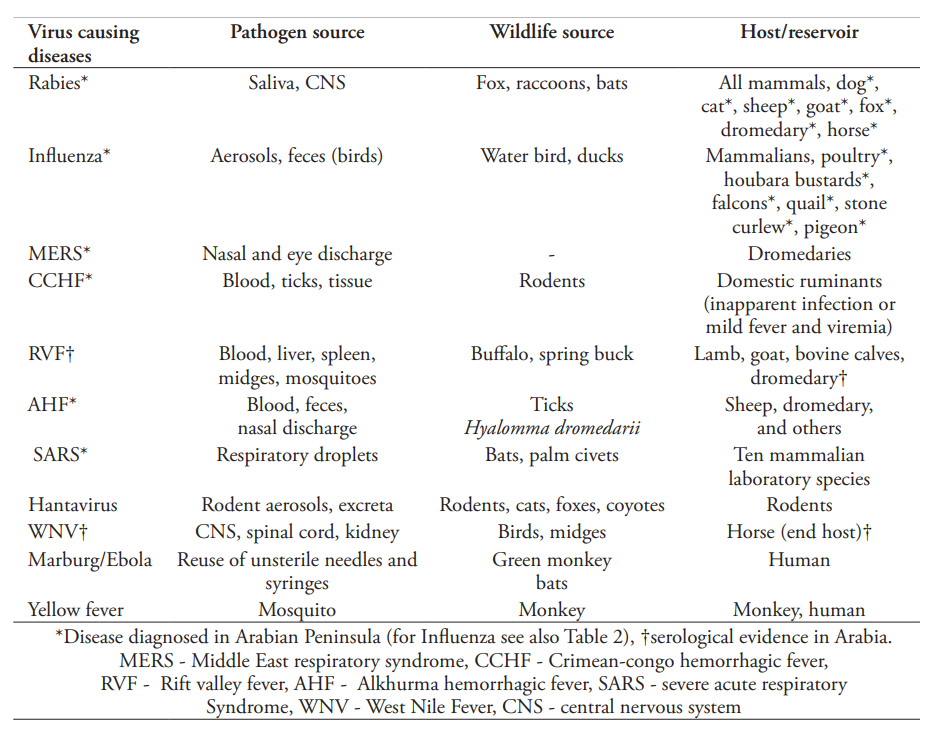 Virus causing diseases Pathogen source Wildlife source Host/reservoir
Rabies* Saliva, CNS Fox, raccoons, bats All mammals, dog*,
cat*, sheep*, goat*, fox*,
dromedary*, horse*
Influenza* Aerosols, feces (birds) Water bird, ducks Mammalians, poultry*,
houbara bustards*,
falcons*, quail*, stone
curlew*, pigeon*
MERS* Nasal and eye discharge - Dromedaries
CCHF* Blood, ticks, tissue Rodents Domestic ruminants
(inapparent infection or
mild fever and viremia)
RVF† Blood, liver, spleen, Buffalo, spring buck Lamb, goat, bovine calves,
midges, mosquitoes dromedary†
AHF* Blood, feces, Ticks Sheep, dromedary,
nasal discharge Hyalomma dromedarii and others
SARS* Respiratory droplets Bats, palm civets Ten mammalian
laboratory species
Hantavirus Rodent aerosols, excreta Rodents, cats, foxes, coyotes Rodents
WNV† CNS, spinal cord, kidney Birds, midges Horse (end host)†
Marburg/Ebola Reuse of unsterile needles and Green monkey Human
syringes bats
Yellow fever Mosquito Monkey Monkey, human
*Disease diagnosed in Arabian Peninsula (for Influenza see also Table 2), †serological evidence in Arabia.
MERS - Middle East respiratory syndrome, CCHF - Crimean-congo hemorrhagic fever,
RVF - Rift valley fever, AHF - Alkhurma hemorrhagic fever, SARS - severe acute respiratory
Syndrome, WNV - West Nile Fever, CNS - central nervous system